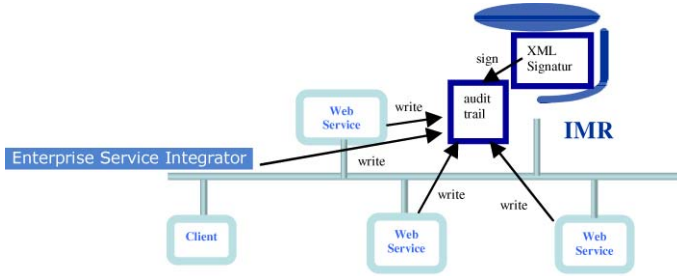 XML
Signatur
sign
audit
trail
Web
Service
write
IMR
Enterprise Service Integrator
write
write
write
Client
Web
Service
Web
Service